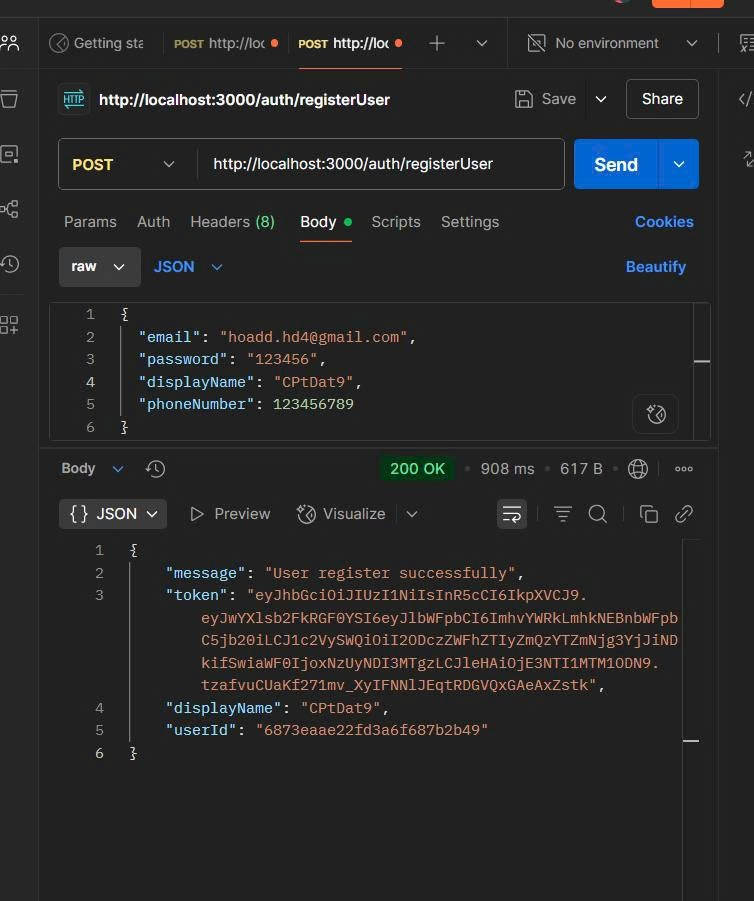 Getting sta
POST http://loc
POST http://loc
No environment
HTTP http://localhost:3000/auth/registerUser
Save
Share
POST
http://localhost:3000/auth/registerUser
Send
Params Auth Headers (8) Body Scripts Settings Cookies
raw JSON Beautify
1 {
2 "email": "hoadd.hd4@gmail.com",
3 "password": "123456",
4 "displayName": "CPtDat9",
5 "phoneNumber": 123456789
6 }
Body 200 OK • 908 ms • 617 B •
{} JSON Preview Visualize
1 {
2 "message": "User register successfully",
3 "token": "eyJhbGciOiJIUzI1NiIsInR5cCI6IkpXVCJ9.
eyJwYXlsb2FkRGF0YSI6eyJlbWFpbCI6ImhvYWRkLmhkNEBnbWFpb
C5jb20iLCJ1c2VySWQiOiI2ODczZWFhZTIyZmQzYTZmNjg3YjJiND
kifSwiaWF0IjoxNzUyNDI3MTgzLCJleHAiOjE3NTI1MTM1ODN9.
tzafvuCUaKf271mv_XyIFNNlJEqtRDGVQxGAeAxZstk",
4 "displayName": "CPtDat9",
5 "userId": "6873eaae22fd3a6f687b2b49"
6 }